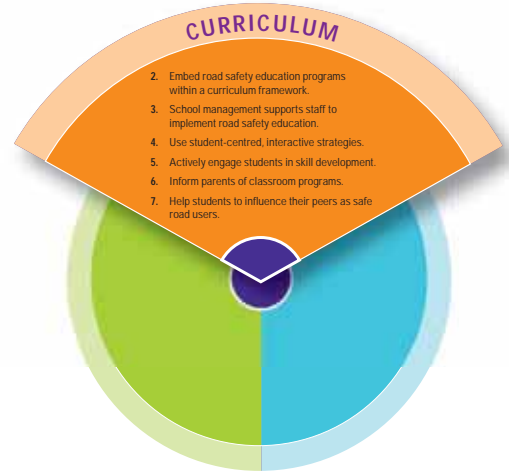 CURRICULUM
2. Embed road safety education programs
within a curriculum framework.
3. School management supports staff to
implement road safety education.
4. Use student-centred, interactive strategies.
5. Actively engage students in skill development.
6. Inform parents of classroom programs.
7. Help students to influence their peers as safe
road users.